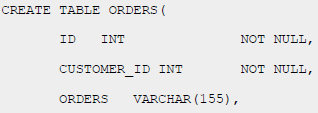 CREATE TABLE ORDERS(
ID INT NOT NULL,
CUSTOMER_ID INT NOT NULL,
ORDERS VARCHAR(155),